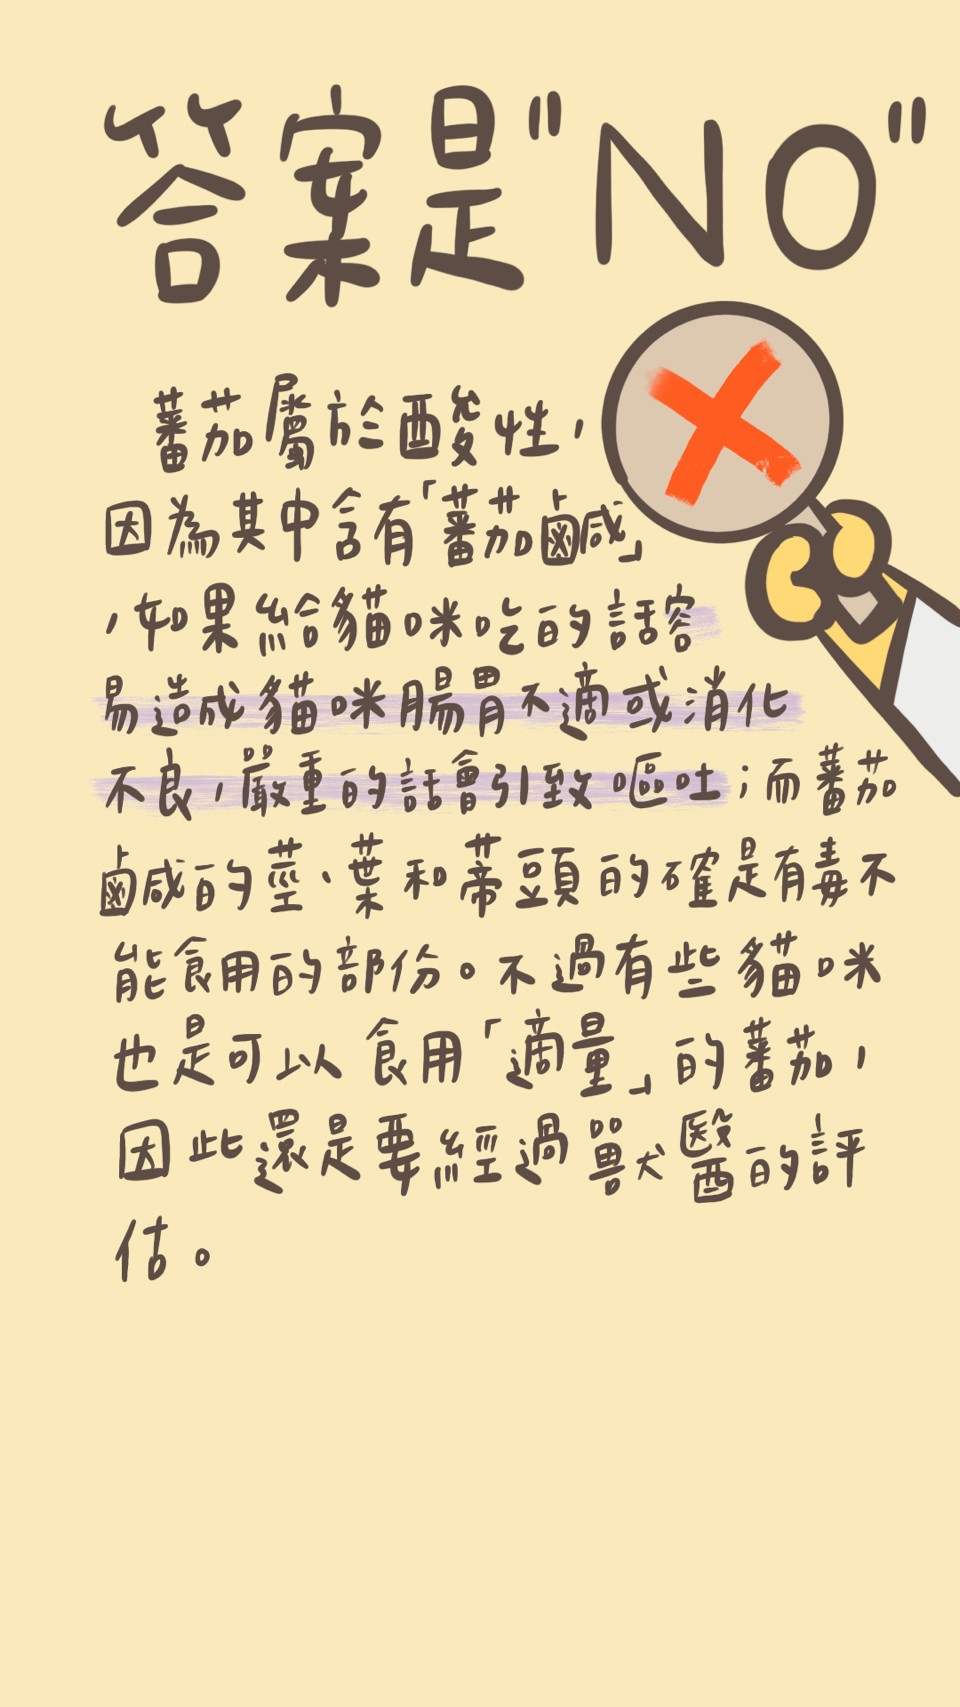 答案是"NO"
蕃茄屬於酸性，
因為其中含有「蕃茄鹹」
，如果給貓咪吃的話容
易造成貓咪腸胃不適或消化
不良，嚴重的話會引致嘔吐；而蕃茄
鹹的莖、葉和蒂頭的確是有毒不
能食用的部份。不過有些貓咪
也是可以食用「適量」的蕃茄，
因此還是要經過獸醫的評
估。